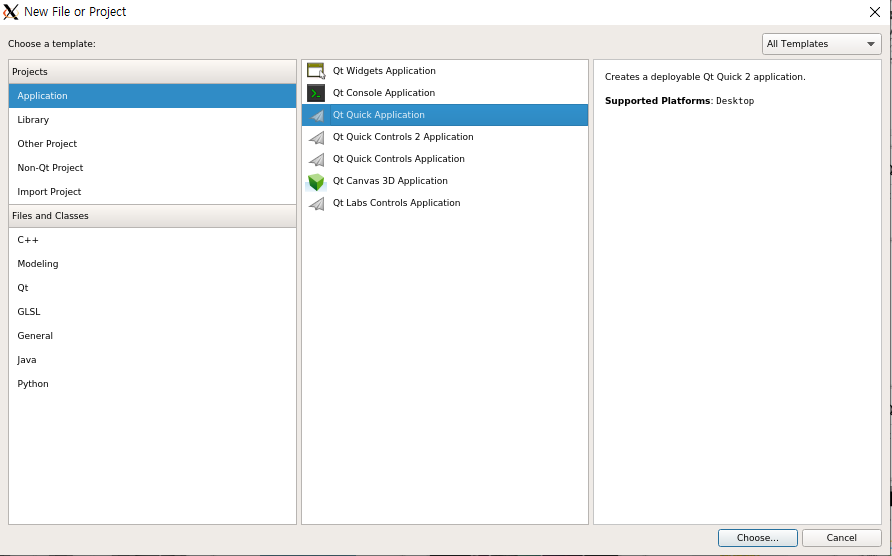 New File or Project
Choose a template:
All Templates
Projects
Application
Library
Other Project
Non-Qt Project
Import Project
Files and Classes
C++
Modeling
Qt
GLSL
General
Java
Python
Qt Widgets Application
Qt Console Application
Qt Quick Application
Qt Quick Controls 2 Application
Qt Quick Controls Application
Qt Canvas 3D Application
Qt Labs Controls Application
Creates a deployable Qt Quick 2 application.
Supported Platforms: Desktop
Choose...
Cancel